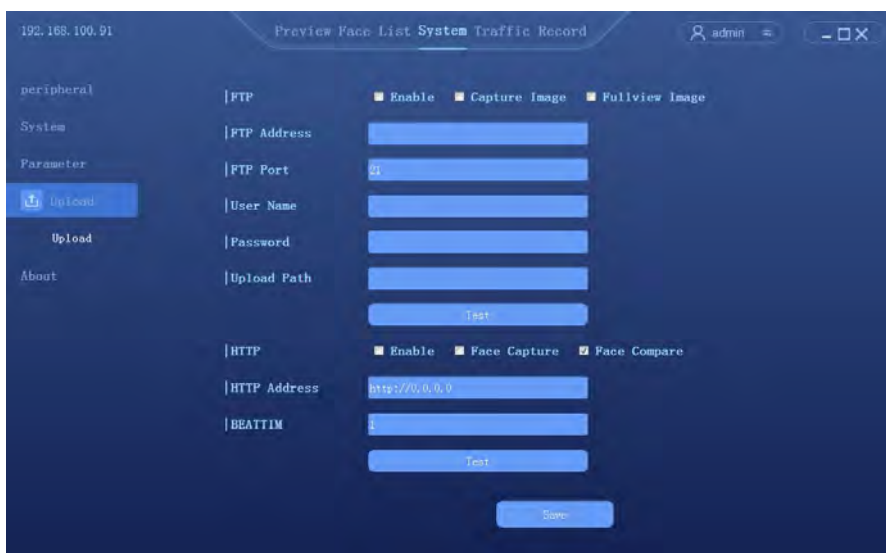 192.168.100.91 Preview Face List System Traffic Record admin
peripheral
System
Parameter
Upload
Upload
About
FTP Enable Capture Image Fullview Image
FTP Address
FTP Port 21
User Name
Password
Upload Path
Test
HTTP Enable Face Capture Face Compare
HTTP Address http://0.0.0.0
BEATTIM 1
Test
Save